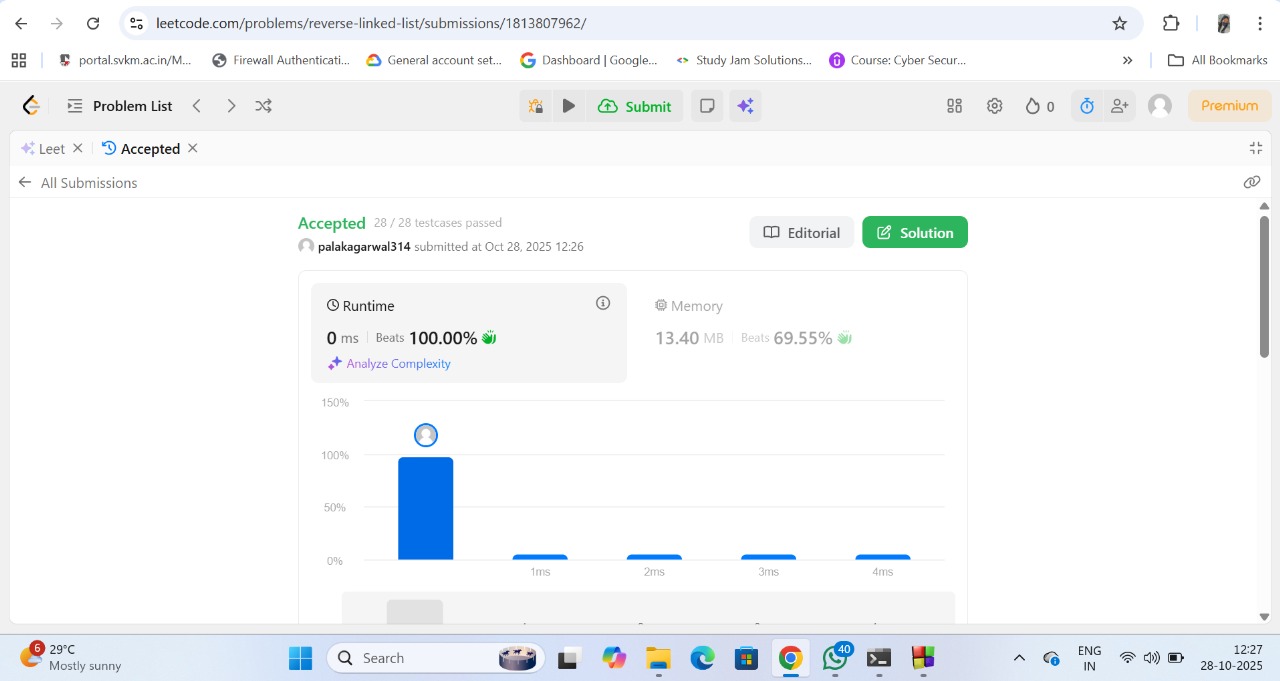 leetcode.com/problems/reverse-linked-list/submissions/1813807962/
portal.svkm.ac.in/M... Firewall Authenticati... General account set... Dashboard | Google... Study Jam Solutions... Course: Cyber Secur... » All Bookmarks
Problem List Submit 0 Premium
Leet Accepted
All Submissions
Accepted 28 / 28 testcases passed
palakagarwal314 submitted at Oct 28, 2025 12:26
Editorial Solution
Runtime Memory
0 ms Beats 100.00% 13.40 MB Beats 69.55%
Analyze Complexity
150%
100%
50%
0%
1ms 2ms 3ms 4ms
6 29°C
Mostly sunny
Search
40
ENG
IN
12:27
28-10-2025